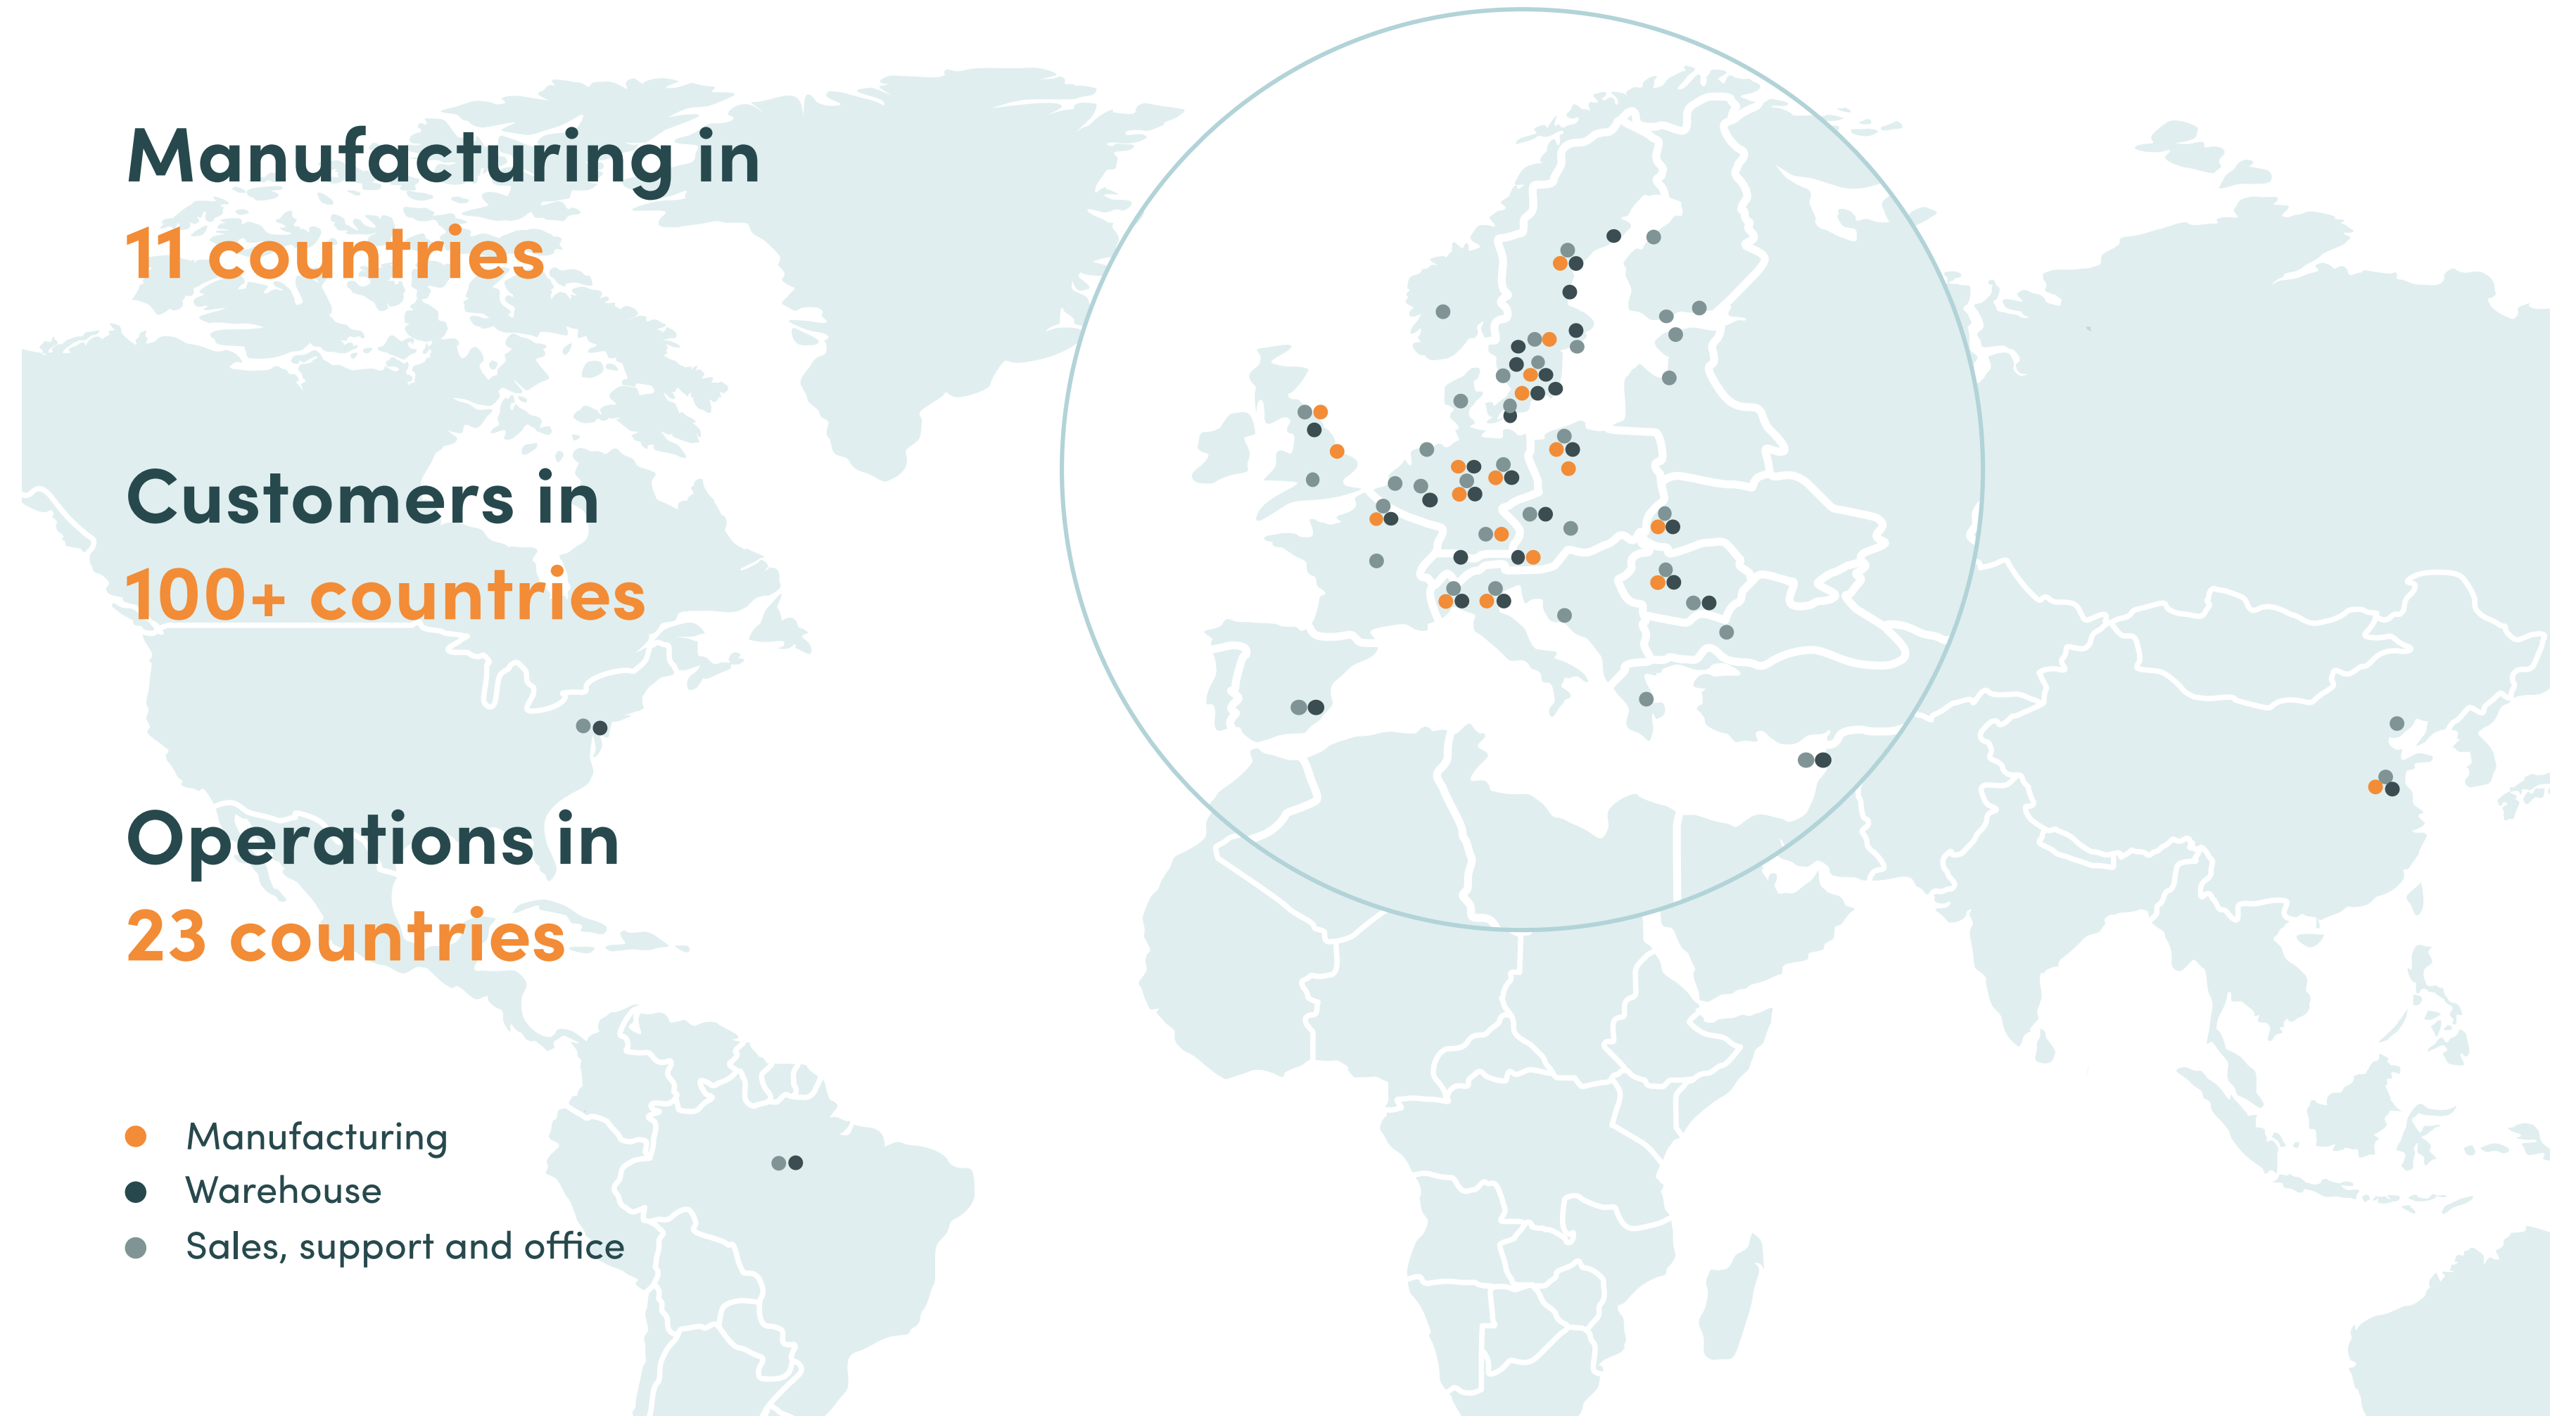 Manufacturing in
11 countries
Customers in
100+ countries
Operations in
23 countries
Manufacturing
Warehouse
Sales, support and office